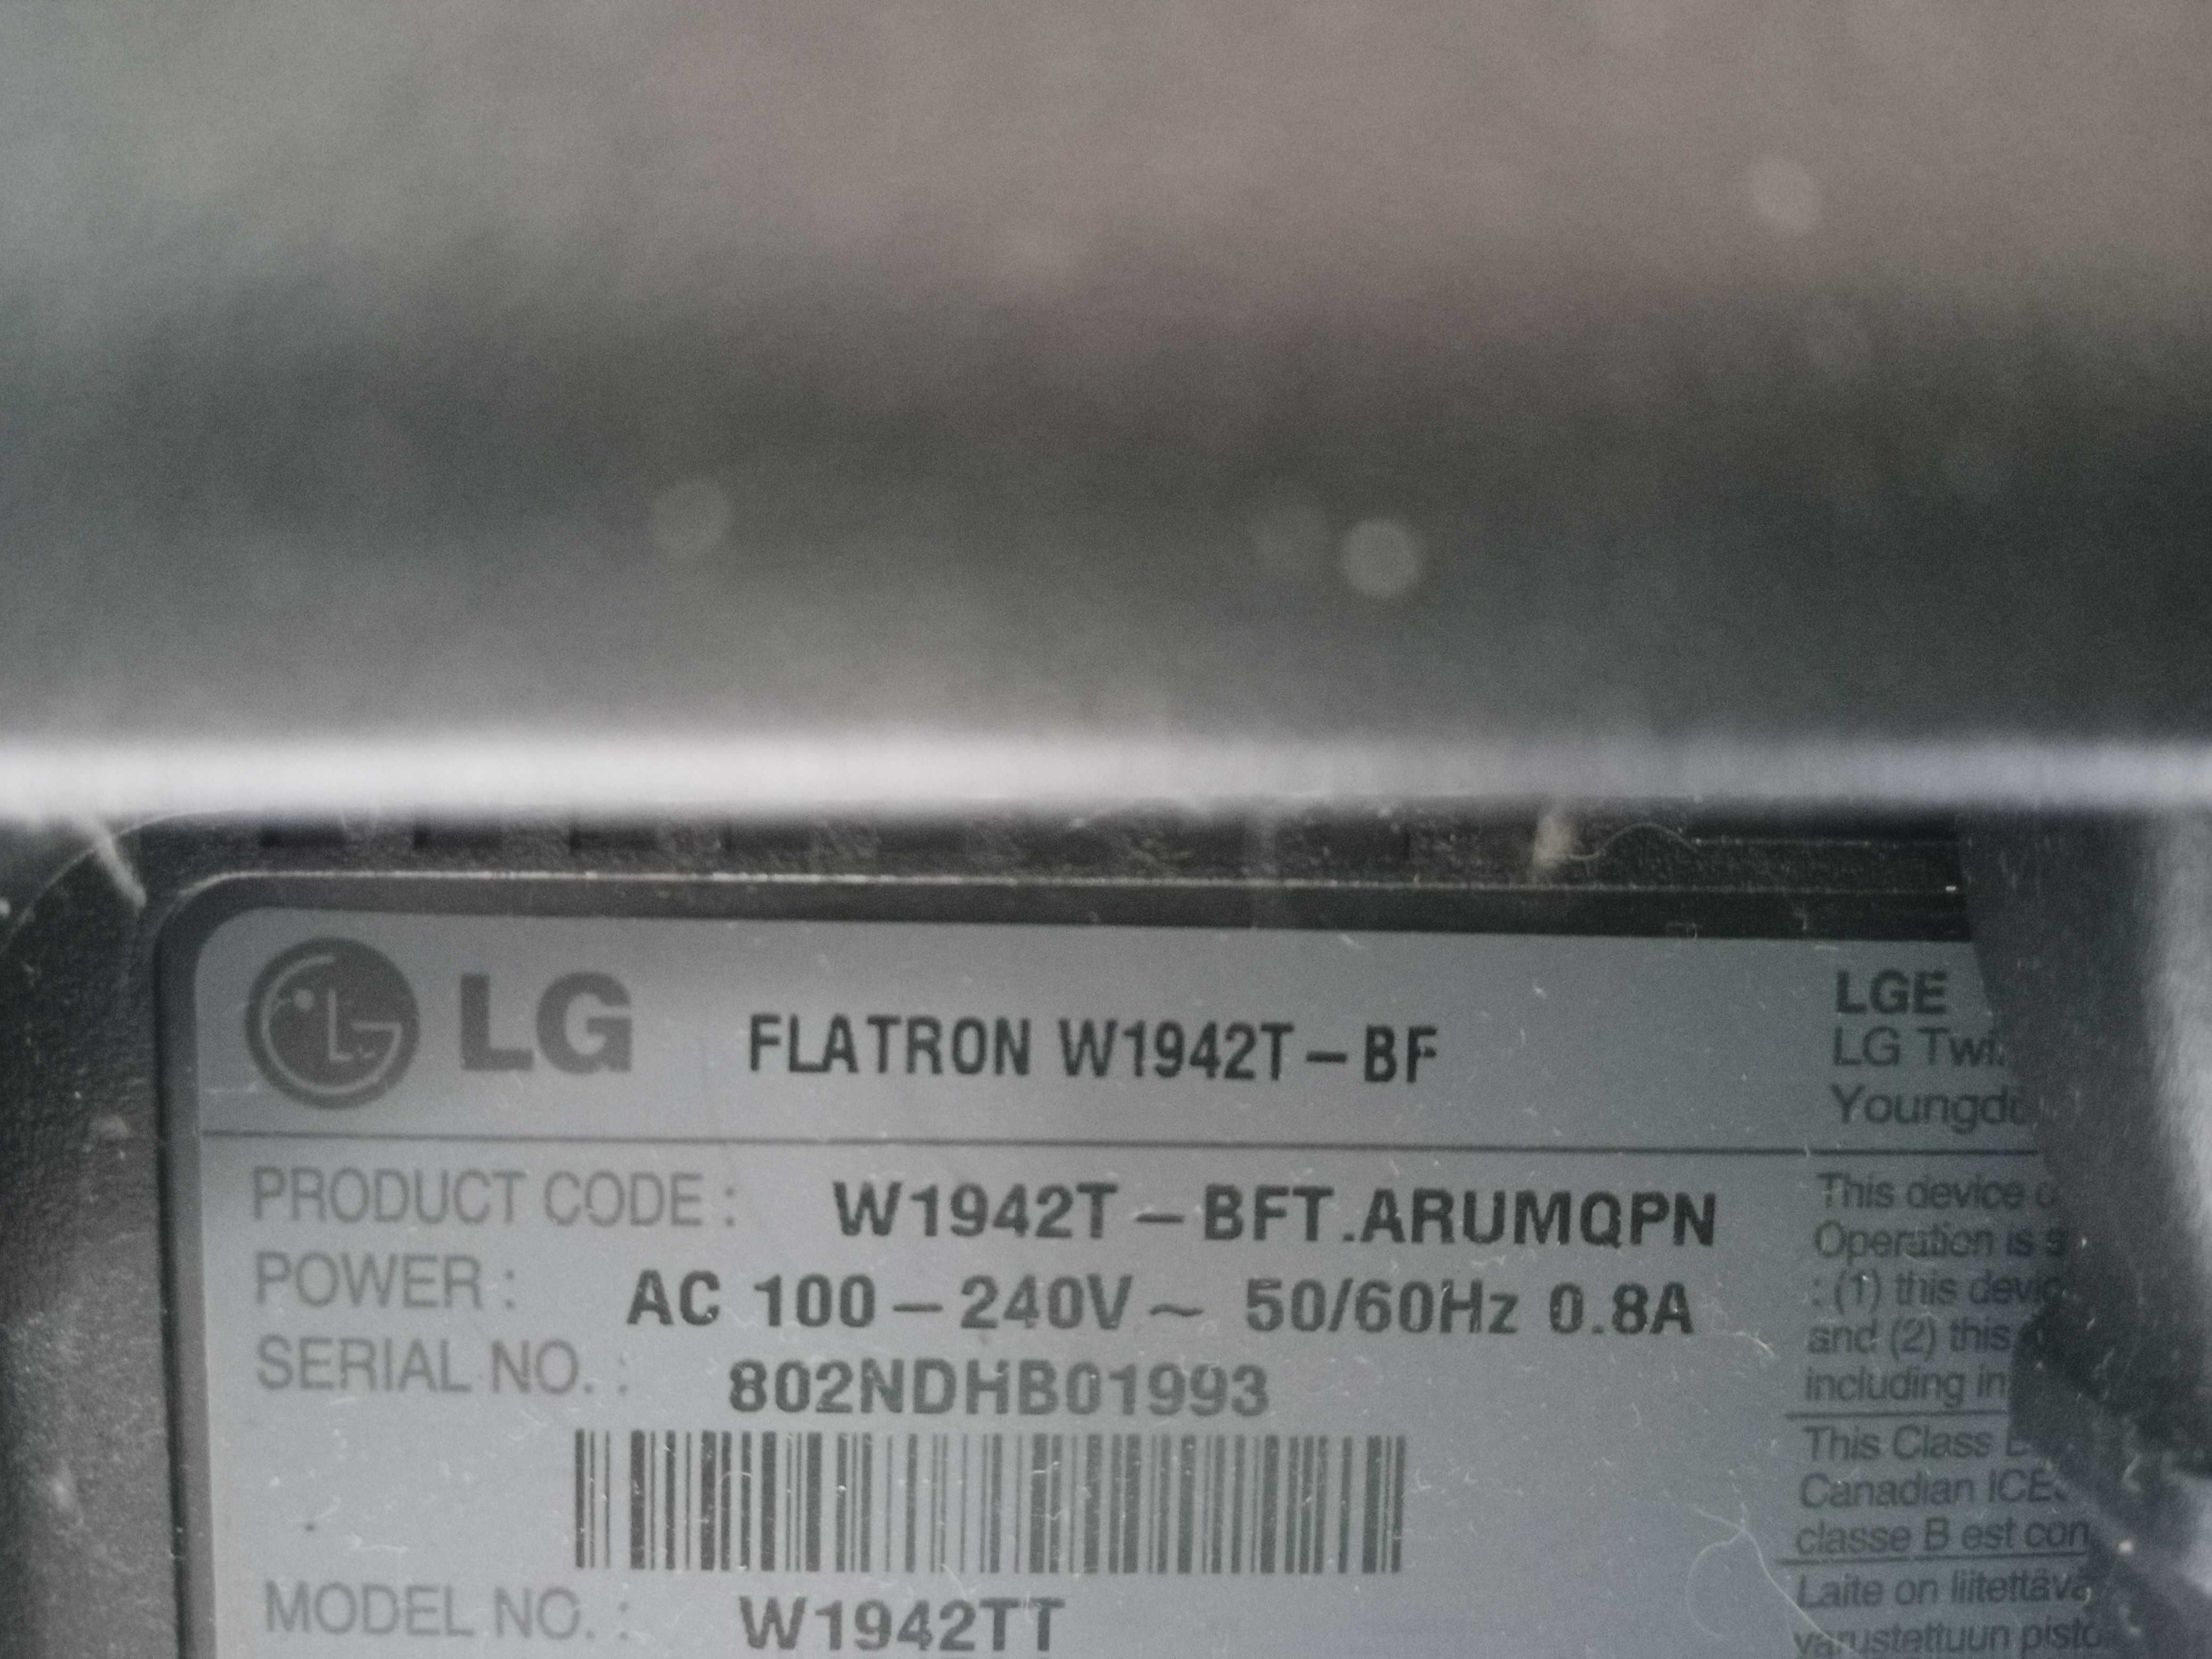 LG FLATRON W1942T-BF
PRODUCT CODE : W1942T-BFT.ARUMQPN
POWER : AC 100-240V~ 50/60Hz 0.8A
SERIAL NO. : 802NDHB01993
MODEL NO. : W1942TT
LGE
LG
This device
Operation is
: (1) this
and (2) this
including
This Class
Canadian
classe B est
Laite on
varustettuun